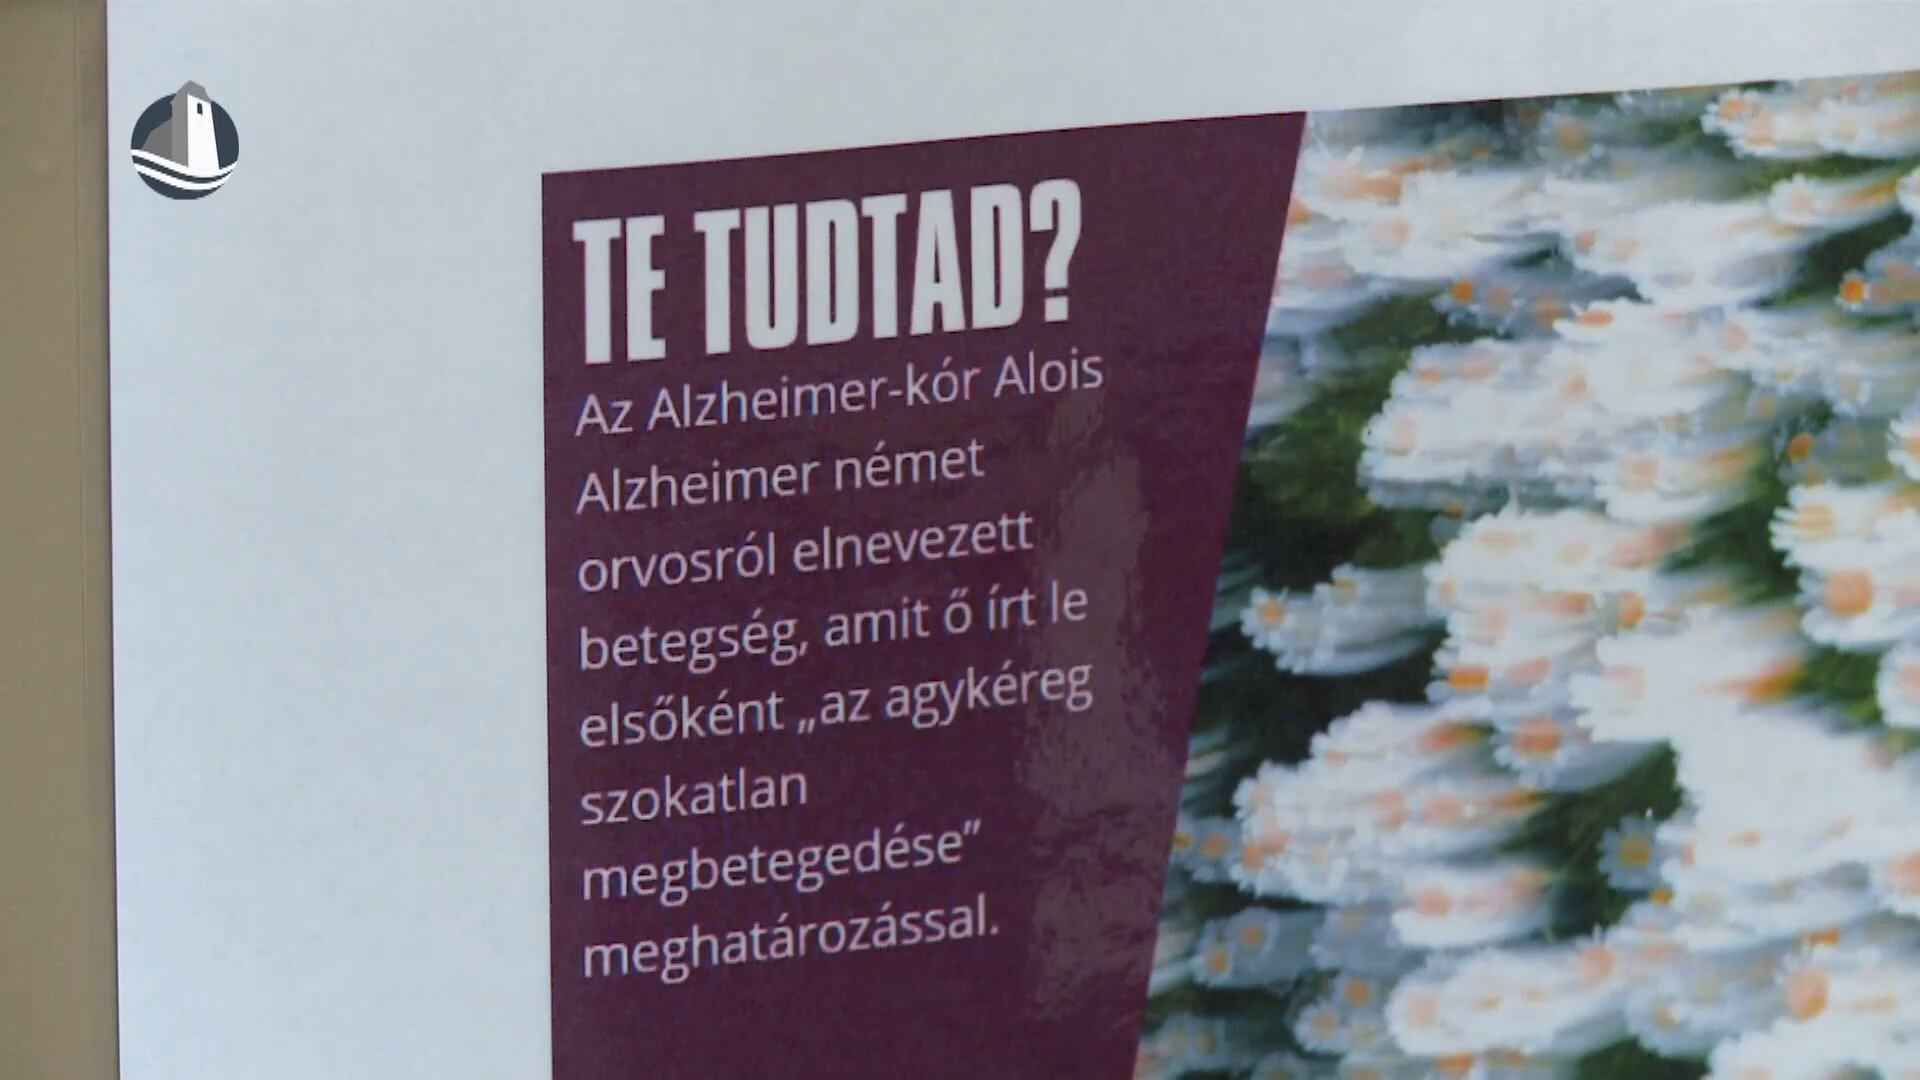 TE TUDTAD?
Az Alzheimer-kór Alois
Alzheimer német
orvosról elnevezett
betegség, amit ő írt le
elsőként „az agykéreg
szokatlan
megbetegedése”
meghatározással.